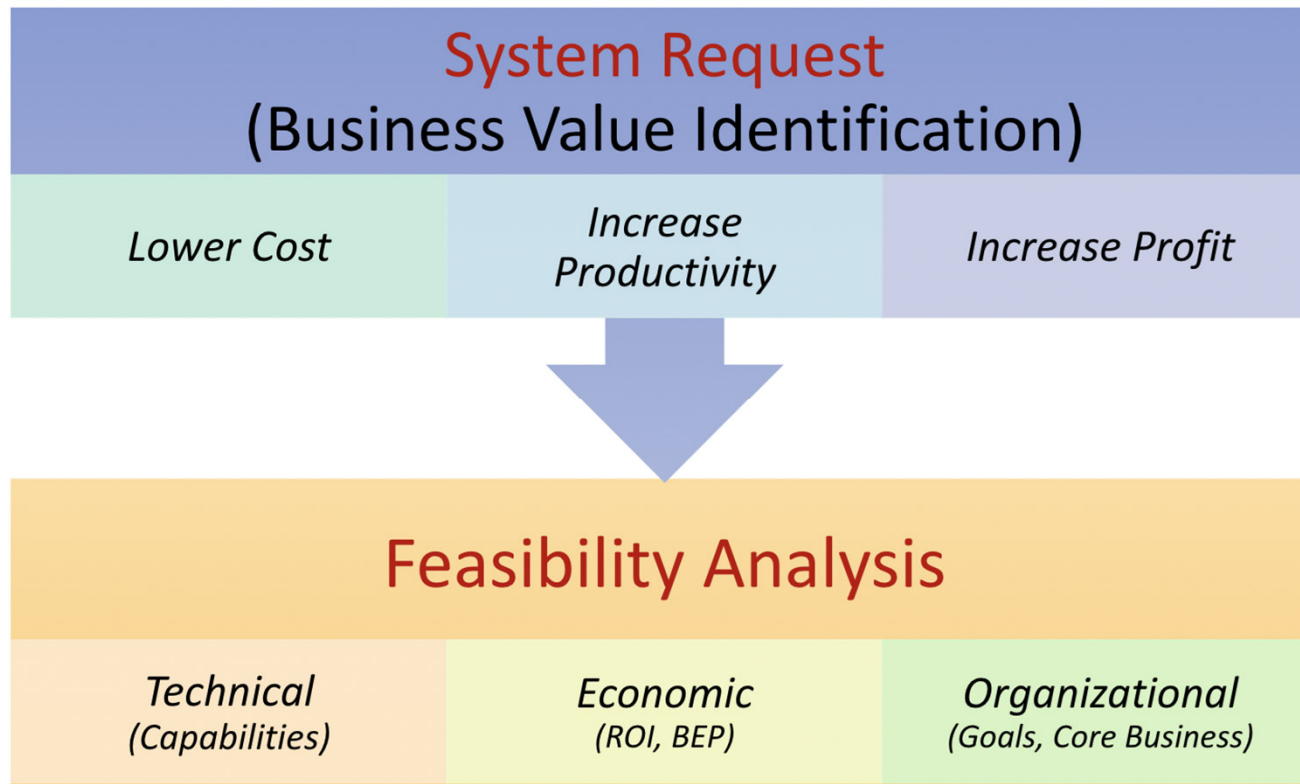 System Request
(Business Value Identification)
Lower Cost
Increase
Productivity
Increase Profit
Feasibility Analysis
Technical
(Capabilities)
Economic
(ROI, BEP)
Organizational
(Goals, Core Business)